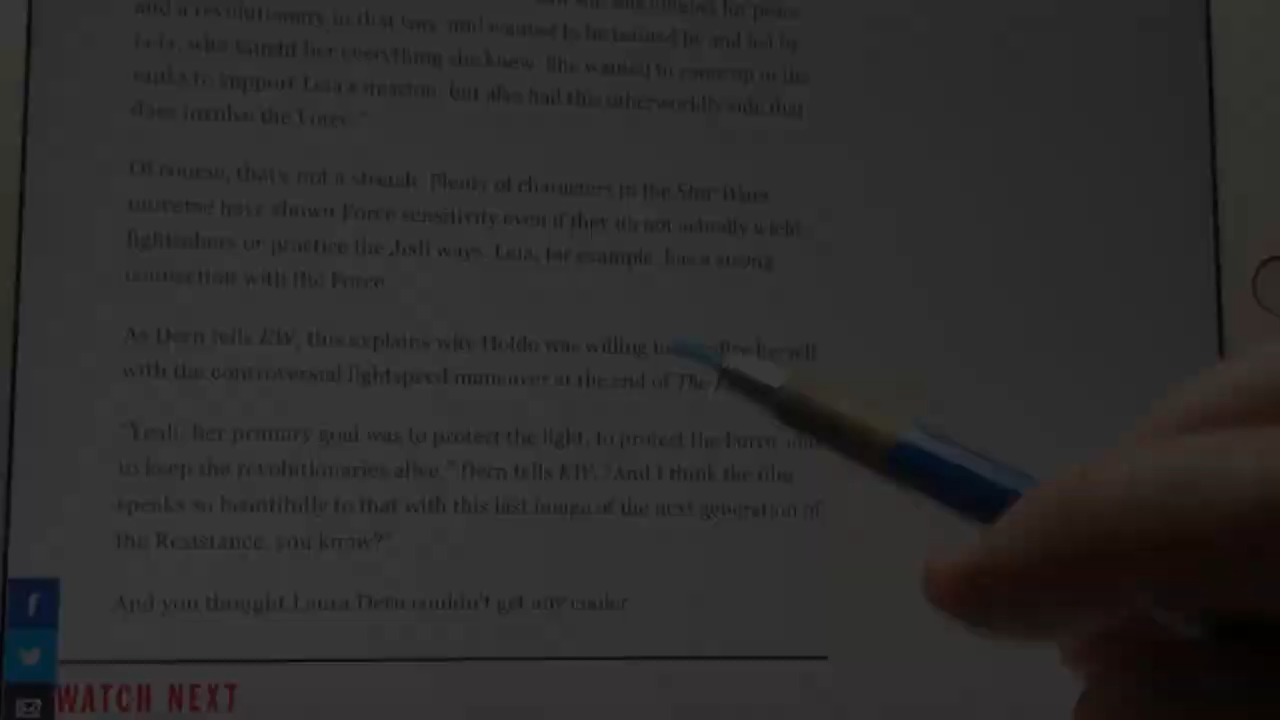 and a revolutionary in that way, and wanted to be trained by and led by
Leia, who taught her everything she knew. She wanted to come up in the
ranks to support Leia's mission, but also had this otherworldly side that
does involve the Force."
Of course, that's not a stretch. Plenty of characters in the Star Wars
universe have shown Force sensitivity even if they do not actually wield
lightsabers or practice the Jedi ways. Leia, for example, has a strong
connection with the Force.
As Dern tells EW, this explains why Holdo was willing to herself
with the controversial lightspeed maneuver at the end of The
"Yeah, her primary goal was to protect the light, to protect the Force and
to keep the revolutionaries alive," Dern tells EW. "And I think the film
speaks so beautifully to that with this last image of the next generation of
the Resistance, you know?"
And you thought Laura Dern couldn't get any cooler.
f
WATCH NEXT